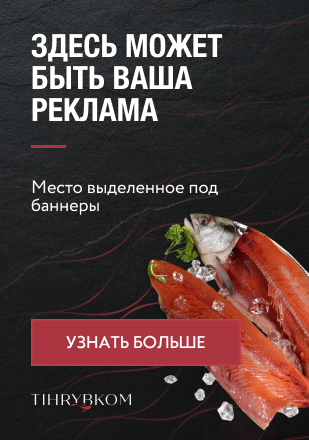 ЗДЕСЬ МОЖЕТ
БЫТЬ ВАША
РЕКЛАМА
Место выделенное под
баннеры
УЗНАТЬ БОЛЬШЕ
TIHRYBKOM